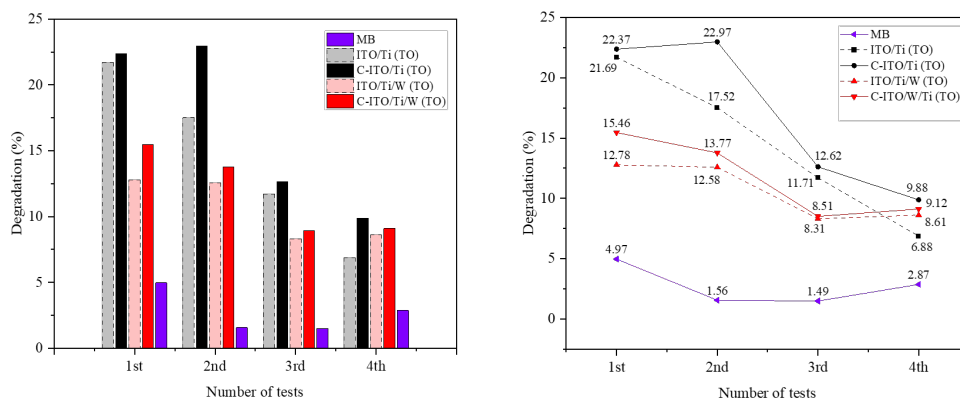 25
20
15
10
5
0
Degradation (%)
MB
ITO/Ti (TO)
C-ITO/Ti (TO)
ITO/Ti/W (TO)
C-ITO/Ti/W (TO)
1st 2nd 3rd 4th
Number of tests
25
20
15
10
5
0
Degradation (%)
MB
ITO/Ti (TO)
C-ITO/Ti (TO)
ITO/Ti/W (TO)
C-ITO/W/Ti (TO)
22.37 22.97
21.69
17.52
15.46
13.77
12.78
12.58
12.62
11.71
9.88
9.12
8.51
8.61
8.31
6.88
4.97
1.56 1.49 2.87
1st 2nd 3rd 4th
Number of tests